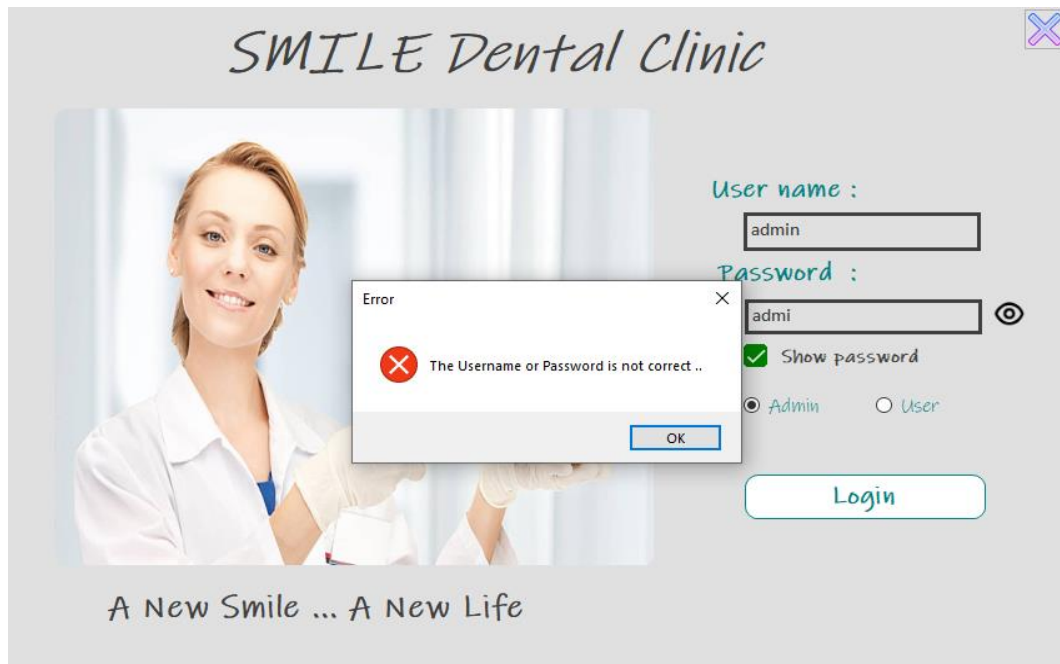 SMILE Dental Clinic
User name :
admin
Password :
admi
Show password
Admin User
Login
Error
The Username or Password is not correct ..
OK
A New Smile ... A New Life